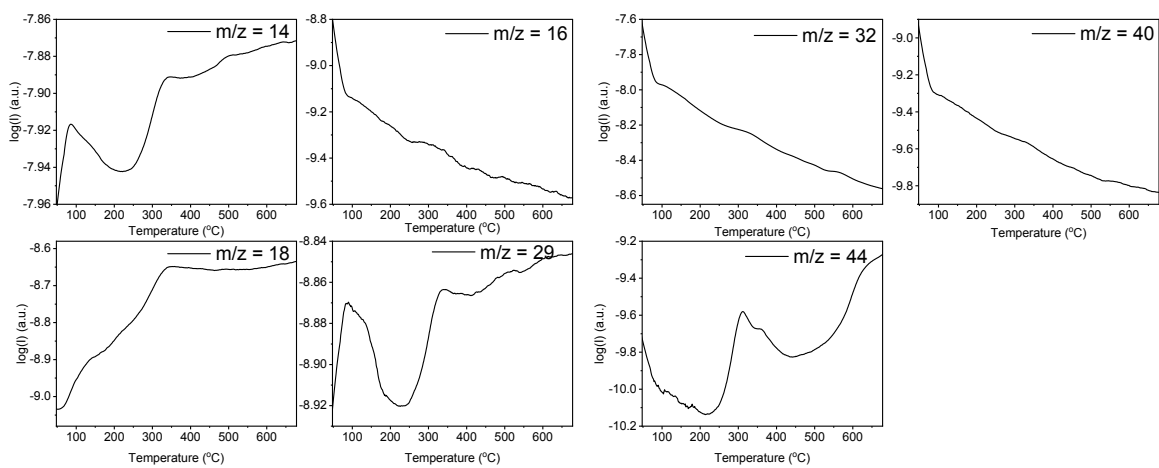 m/z = 14
log(I) (a.u.)
-7.86
-7.88
-7.90
-7.92
-7.94
-7.96
100 200 300 400 500 600
Temperature (°C)
m/z = 16
-8.8
-9.0
-9.2
-9.4
-9.6
100 200 300 400 500 600
Temperature (°C)
m/z = 32
log(I) (a.u.)
-7.6
-7.8
-8.0
-8.2
-8.4
-8.6
100 200 300 400 500 600
Temperature (°C)
m/z = 40
-9.0
-9.2
-9.4
-9.6
-9.8
100 200 300 400 500 600
Temperature (°C)
m/z = 18
log(I) (a.u.)
-8.6
-8.7
-8.8
-8.9
-9.0
100 200 300 400 500 600
Temperature (°C)
m/z = 29
-8.84
-8.86
-8.88
-8.90
-8.92
100 200 300 400 500 600
Temperature (°C)
m/z = 44
log(I) (a.u.)
-9.2
-9.4
-9.6
-9.8
-10.0
-10.2
100 200 300 400 500 600
Temperature (°C)